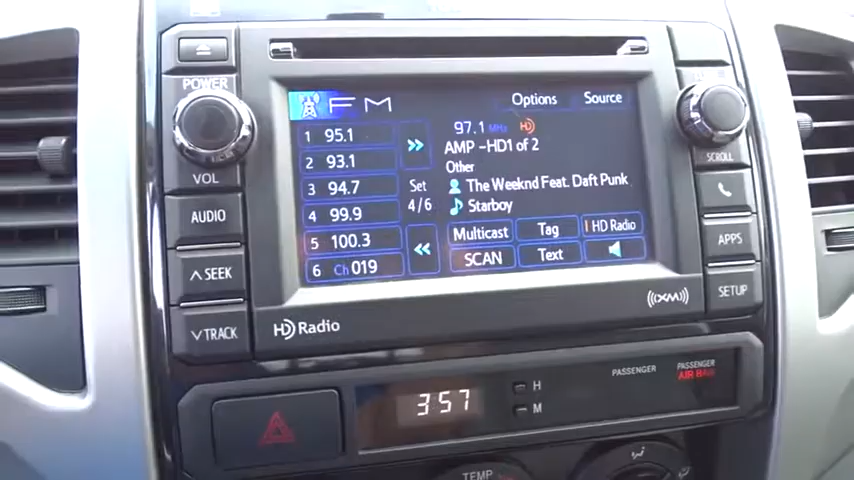 POWER
VOL
AUDIO
∧ SEEK
∨ TRACK
FM
Options
Source
1 95.1
2 93.1
3 94.7
4 99.9
5 100.3
6 Ch 019
Set
4/6
97.1 MHz HD
AMP -HD1 of 2
Other
The Weeknd Feat. Daft Punk
Starboy
Multicast
Tag
HD Radio
SCAN
Text
HD Radio
((XM))
SCROLL
APPS
SETUP
3:57
H
M
PASSENGER
PASSENGER
AIR BAG
TEMP